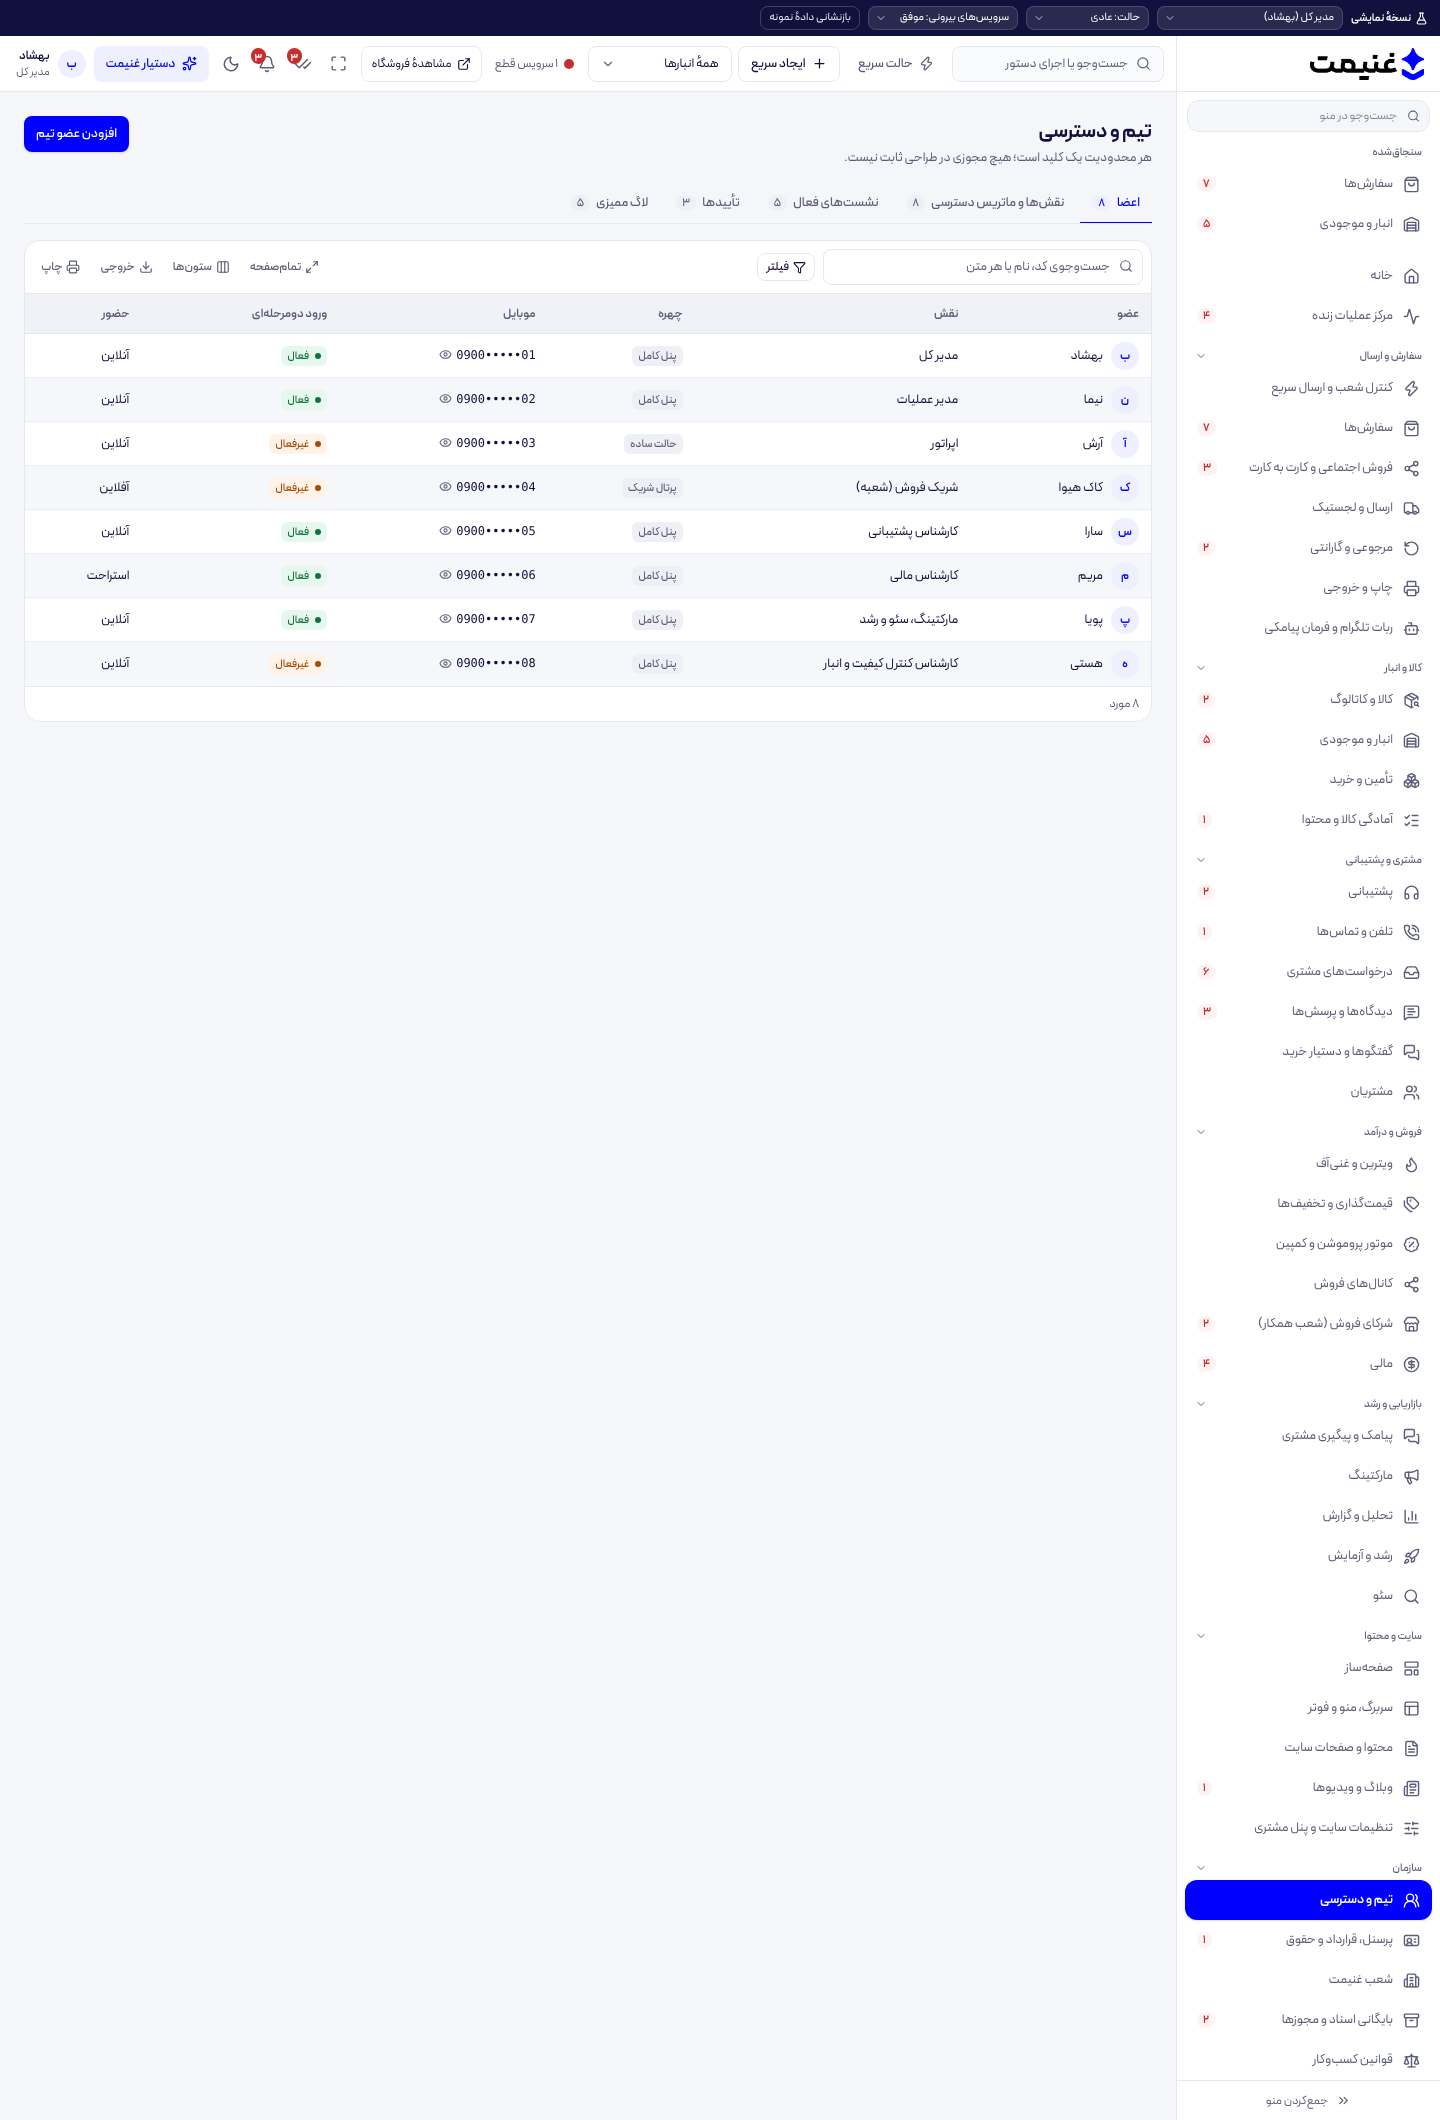 نسخهٔ نمایشی
مدیر کل (بهشاد)
حالت: عادی
سرویس‌های بیرونی: موفق
بازنشانی دادهٔ نمونه
غنیمت
جست‌وجو یا اجرای دستور
حالت سریع
ایجاد سریع
همهٔ انبارها
۱ سرویس قطع
مشاهدهٔ فروشگاه
۳
۳
دستیار غنیمت
ب
بهشاد
مدیر کل
جست‌وجو در منو
سنجاق‌شده
سفارش‌ها ۷
انبار و موجودی ۵
خانه
مرکز عملیات زنده ۴
سفارش و ارسال
کنترل شعب و ارسال سریع
سفارش‌ها ۷
فروش اجتماعی و کارت به کارت ۳
ارسال و لجستیک
مرجوعی و گارانتی ۲
چاپ و خروجی
ربات تلگرام و فرمان پیامکی
کالا و انبار
کالا و کاتالوگ ۲
انبار و موجودی ۵
تأمین و خرید
آمادگی کالا و محتوا ۱
مشتری و پشتیبانی
پشتیبانی ۲
تلفن و تماس‌ها ۱
درخواست‌های مشتری ۶
دیدگاه‌ها و پرسش‌ها ۳
گفتگوها و دستیار خرید
مشتریان
فروش و درآمد
ویترین و غنی‌آف
قیمت‌گذاری و تخفیف‌ها
موتور پروموشن و کمپین
کانال‌های فروش
شرکای فروش (شعب همکار) ۲
مالی ۴
بازاریابی و رشد
پیامک و پیگیری مشتری
مارکتینگ
تحلیل و گزارش
رشد و آزمایش
سئو
سایت و محتوا
صفحه‌ساز
سربرگ، منو و فوتر
محتوا و صفحات سایت
وبلاگ و ویدیوها ۱
تنظیمات سایت و پنل مشتری
سازمان
تیم و دسترسی
پرسنل، قرارداد و حقوق ۱
شعب غنیمت
بایگانی اسناد و مجوزها ۲
قوانین کسب‌وکار
جمع‌کردن منو
تیم و دسترسی
هر محدودیت یک کلید است؛ هیچ مجوزی در طراحی ثابت نیست.
افزودن عضو تیم
اعضا ۸
نقش‌ها و ماتریس دسترسی ۸
نشست‌های فعال ۵
تأییدها ۳
لاگ ممیزی ۵
جست‌وجوی کد، نام یا هر متن
فیلتر
تمام‌صفحه
ستون‌ها
خروجی
چاپ
عضو نقش چهره موبایل ورود دومرحله‌ای حضور
ب بهشاد مدیر کل پنل کامل 0900•••••01 فعال آنلاین
ن نیما مدیر عملیات پنل کامل 0900•••••02 فعال آنلاین
آ آرش اپراتور حالت ساده 0900•••••03 غیرفعال آنلاین
ک کاک هیوا شریک فروش (شعبه) پرتال شریک 0900•••••04 غیرفعال آفلاین
س سارا کارشناس پشتیبانی پنل کامل 0900•••••05 فعال آنلاین
م مریم کارشناس مالی پنل کامل 0900•••••06 فعال استراحت
پ پویا مارکتینگ، سئو و رشد پنل کامل 0900•••••07 فعال آنلاین
ه هستی کارشناس کنترل کیفیت و انبار پنل کامل 0900•••••08 غیرفعال آنلاین
۸ مورد